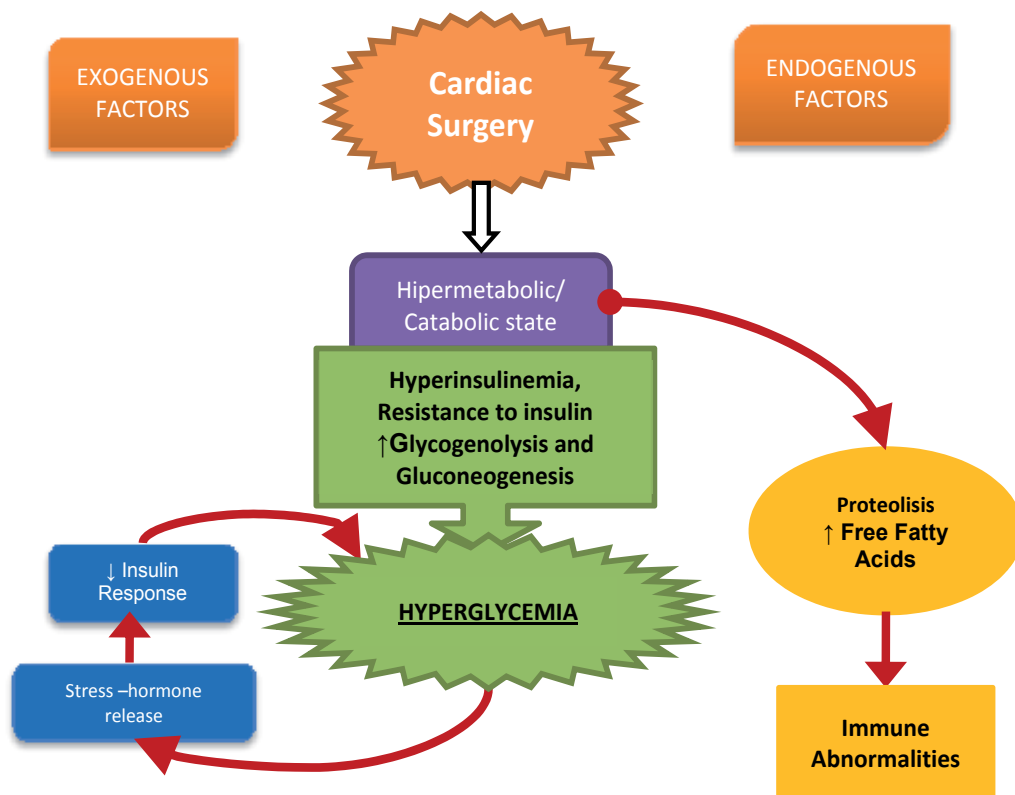 EXOGENOUS
FACTORS
Cardiac
Surgery
ENDOGENOUS
FACTORS
Hipermetabolic/
Catabolic state
Hyperinsulinemia,
Resistance to insulin
↑Glycogenolysis and
Gluconeogenesis
Proteolisis
↑ Free Fatty
Acids
↓ Insulin
Response
HYPERGLYCEMIA
Stress –hormone
release
Immune
Abnormalities